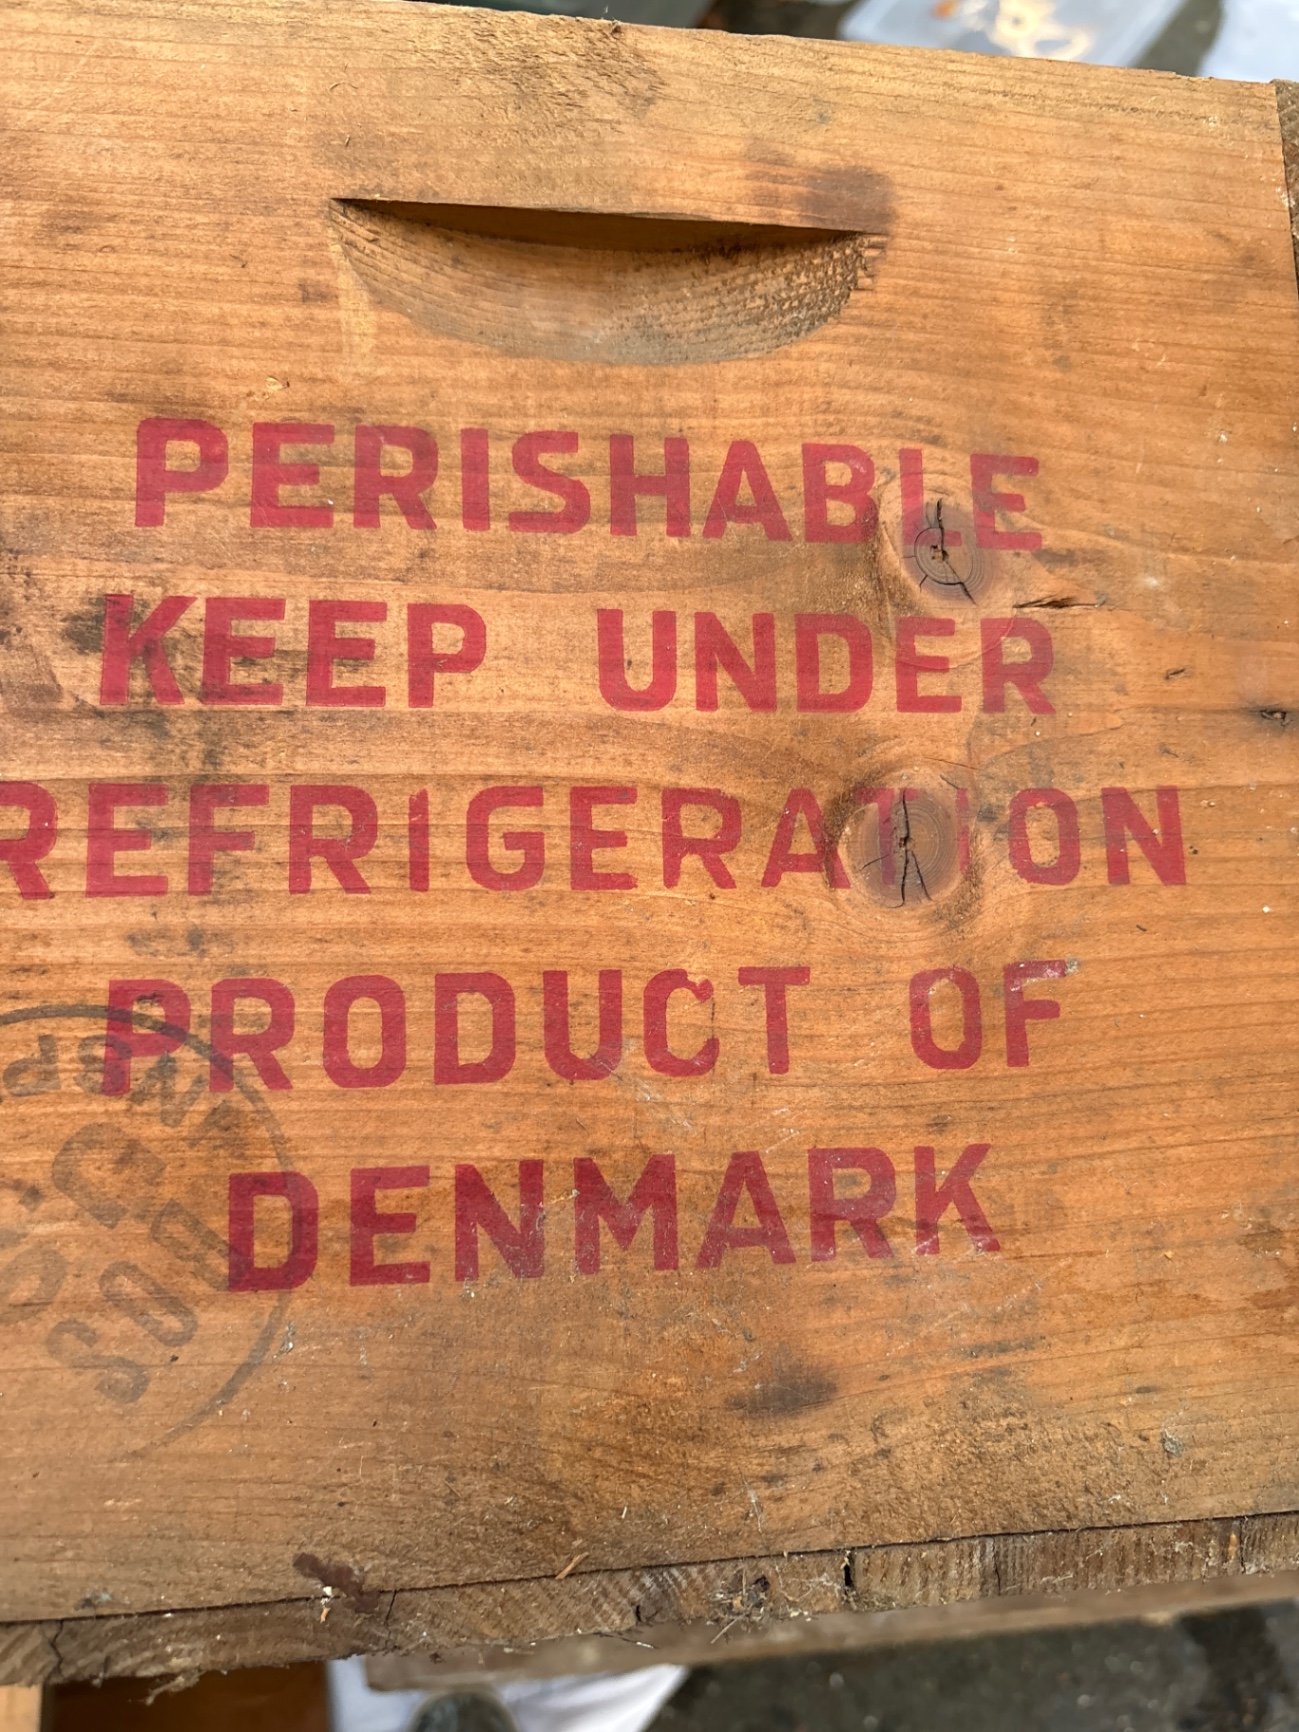 PERISHABLE
KEEP UNDER
REFRIGERATION
PRODUCT OF
DENMARK